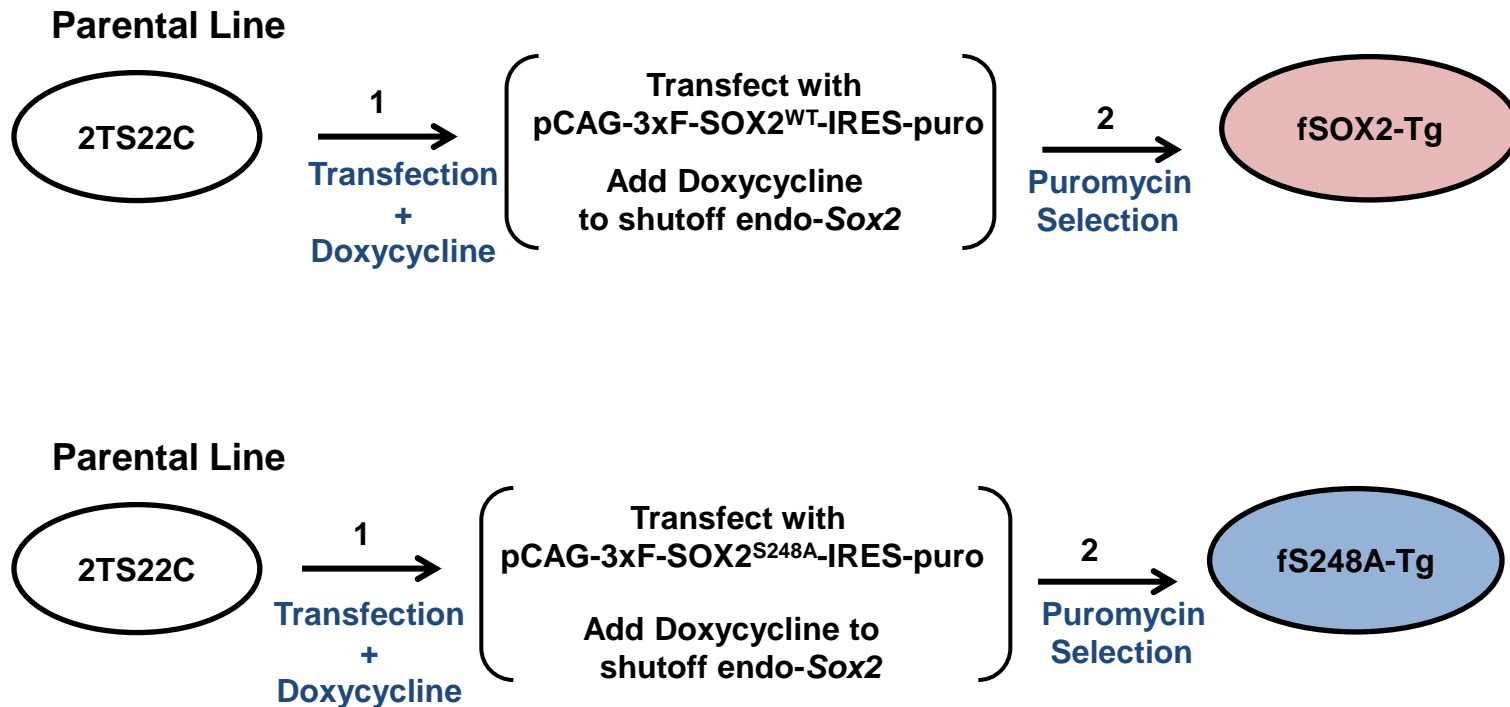 Parental Line
2TS22C
1
Transfection
+
Doxycycline
Transfect with
pCAG-3xF-SOX2WT-IRES-puro
Add Doxycycline
to shutoff endo-Sox2
2
Puromycin
Selection
fSOX2-Tg
Parental Line
2TS22C
1
Transfection
+
Doxycycline
Transfect with
pCAG-3xF-SOX2S248A-IRES-puro
Add Doxycycline to
shutoff endo-Sox2
2
Puromycin
Selection
fS248A-Tg